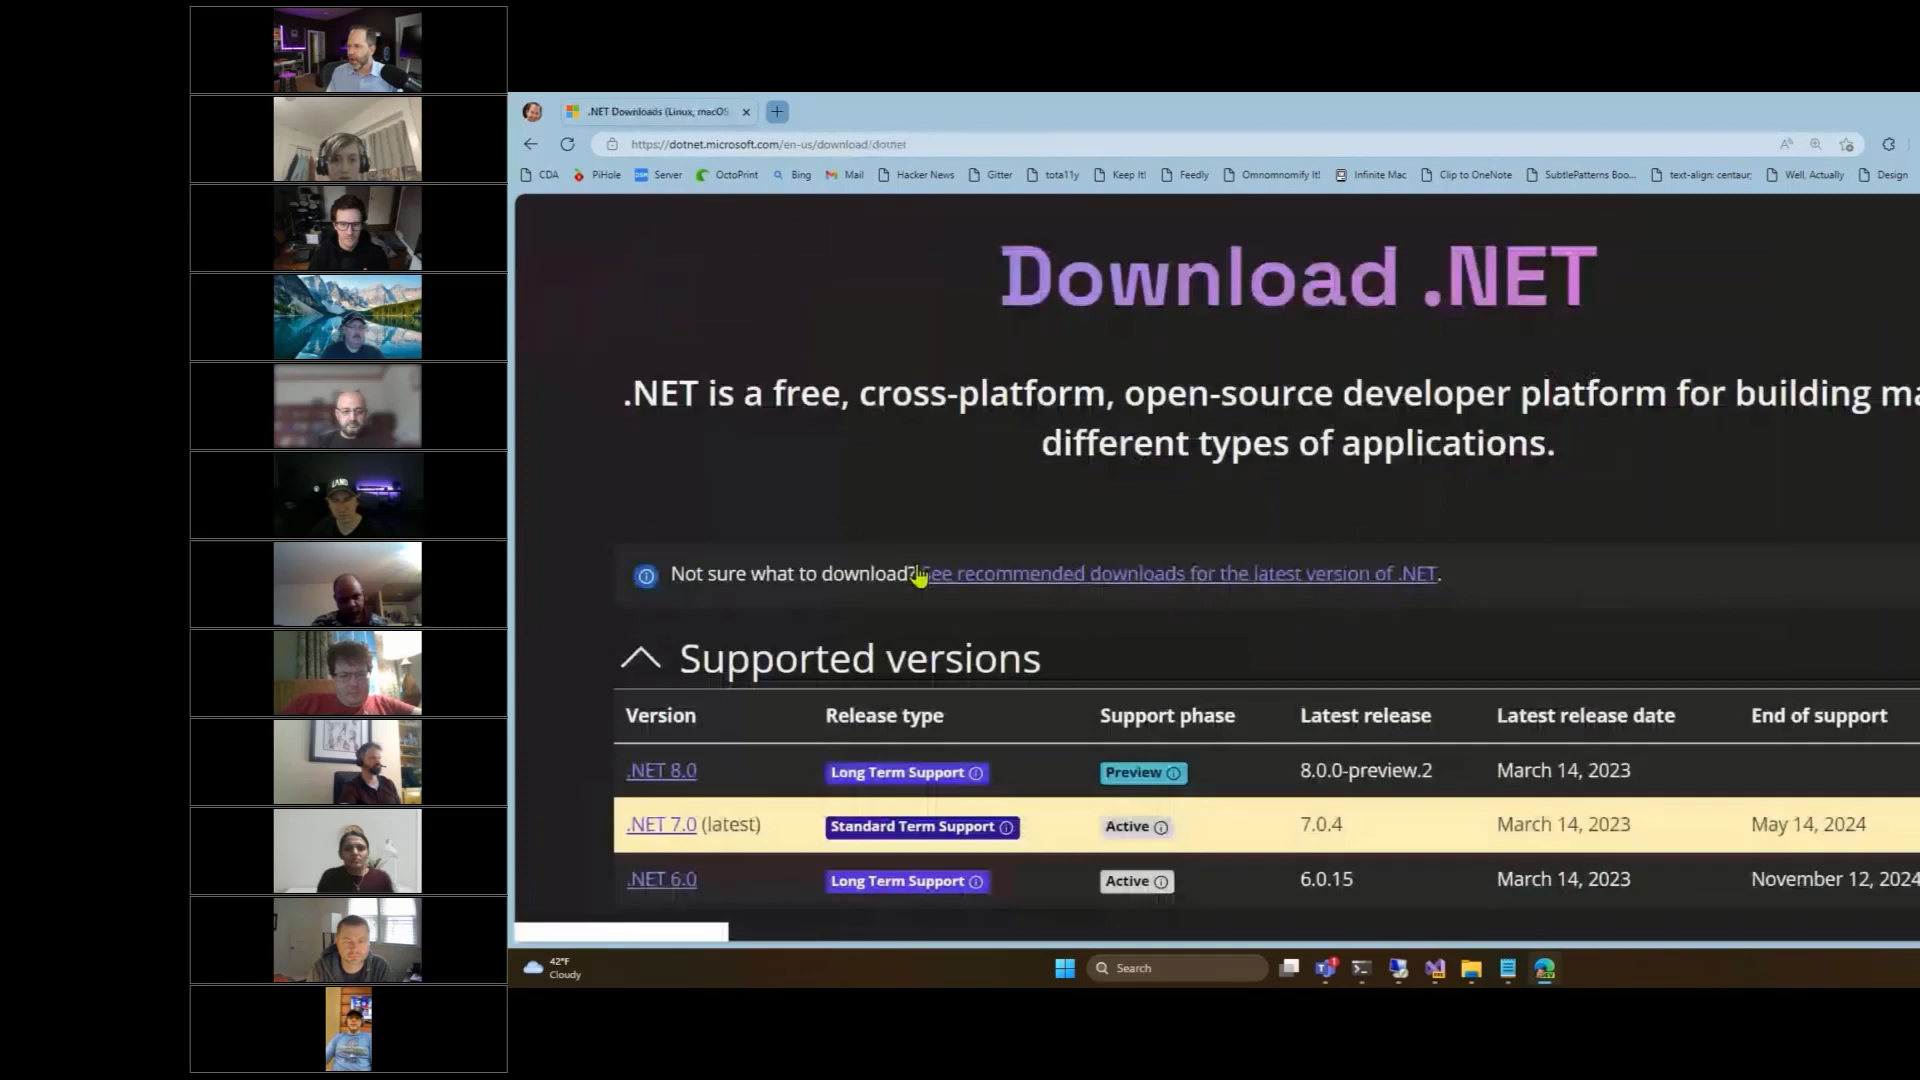 .NET Downloads (Linux, macOS
https://dotnet.microsoft.com/en-us/download/dotnet
CDA PiHole Server OctoPrint Bing Mail Hacker News Gitter tota11y Keep It! Feedly Omnomnomify It! Infinite Mac Clip to OneNote SubtlePatterns Boo... text-align: centaur; Well, Actually Design
Download .NET
.NET is a free, cross-platform, open-source developer platform for building ma
different types of applications.
Not sure what to download? See recommended downloads for the latest version of .NET.
Supported versions
Version Release type Support phase Latest release Latest release date End of support
.NET 8.0 Long Term Support Preview 8.0.0-preview.2 March 14, 2023
.NET 7.0 (latest) Standard Term Support Active 7.0.4 March 14, 2023 May 14, 2024
.NET 6.0 Long Term Support Active 6.0.15 March 14, 2023 November 12, 2024
42°F
Cloudy
Search